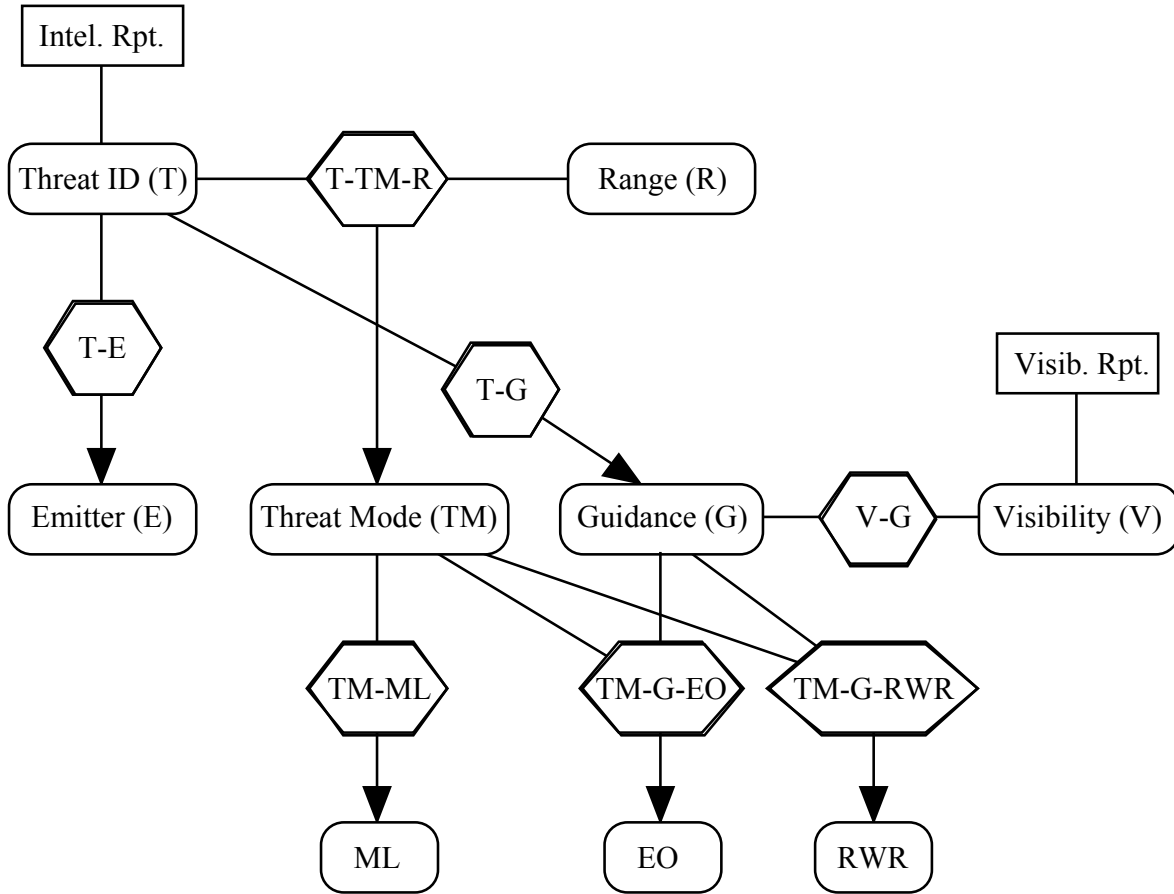 Intel. Rpt.
Threat ID (T)
T-TM-R
Range (R)
T-E
T-G
Visib. Rpt.
Emitter (E)
Threat Mode (TM)
Guidance (G)
V-G
Visibility (V)
TM-ML
TM-G-EO
TM-G-RWR
ML
EO
RWR